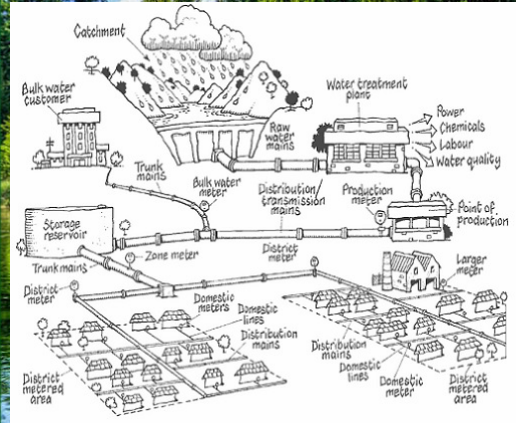 Catchment
Bulk water
customer
Water treatment
plant
Power
Chemicals
Labour
Water quality
Raw
water
mains
Trunk
mains
Bulk water
meter
Distribution
transmission
mains
Production
meter
Point of
production
Storage
reservoir
Zone meter
District
meter
Trunk mains
Larger
meter
District
meter
Domestic
meters
Domestic
lines
Distribution
mains
Distribution
mains
Domestic
lines
Domestic
meter
District
metered
area
District
metered
area